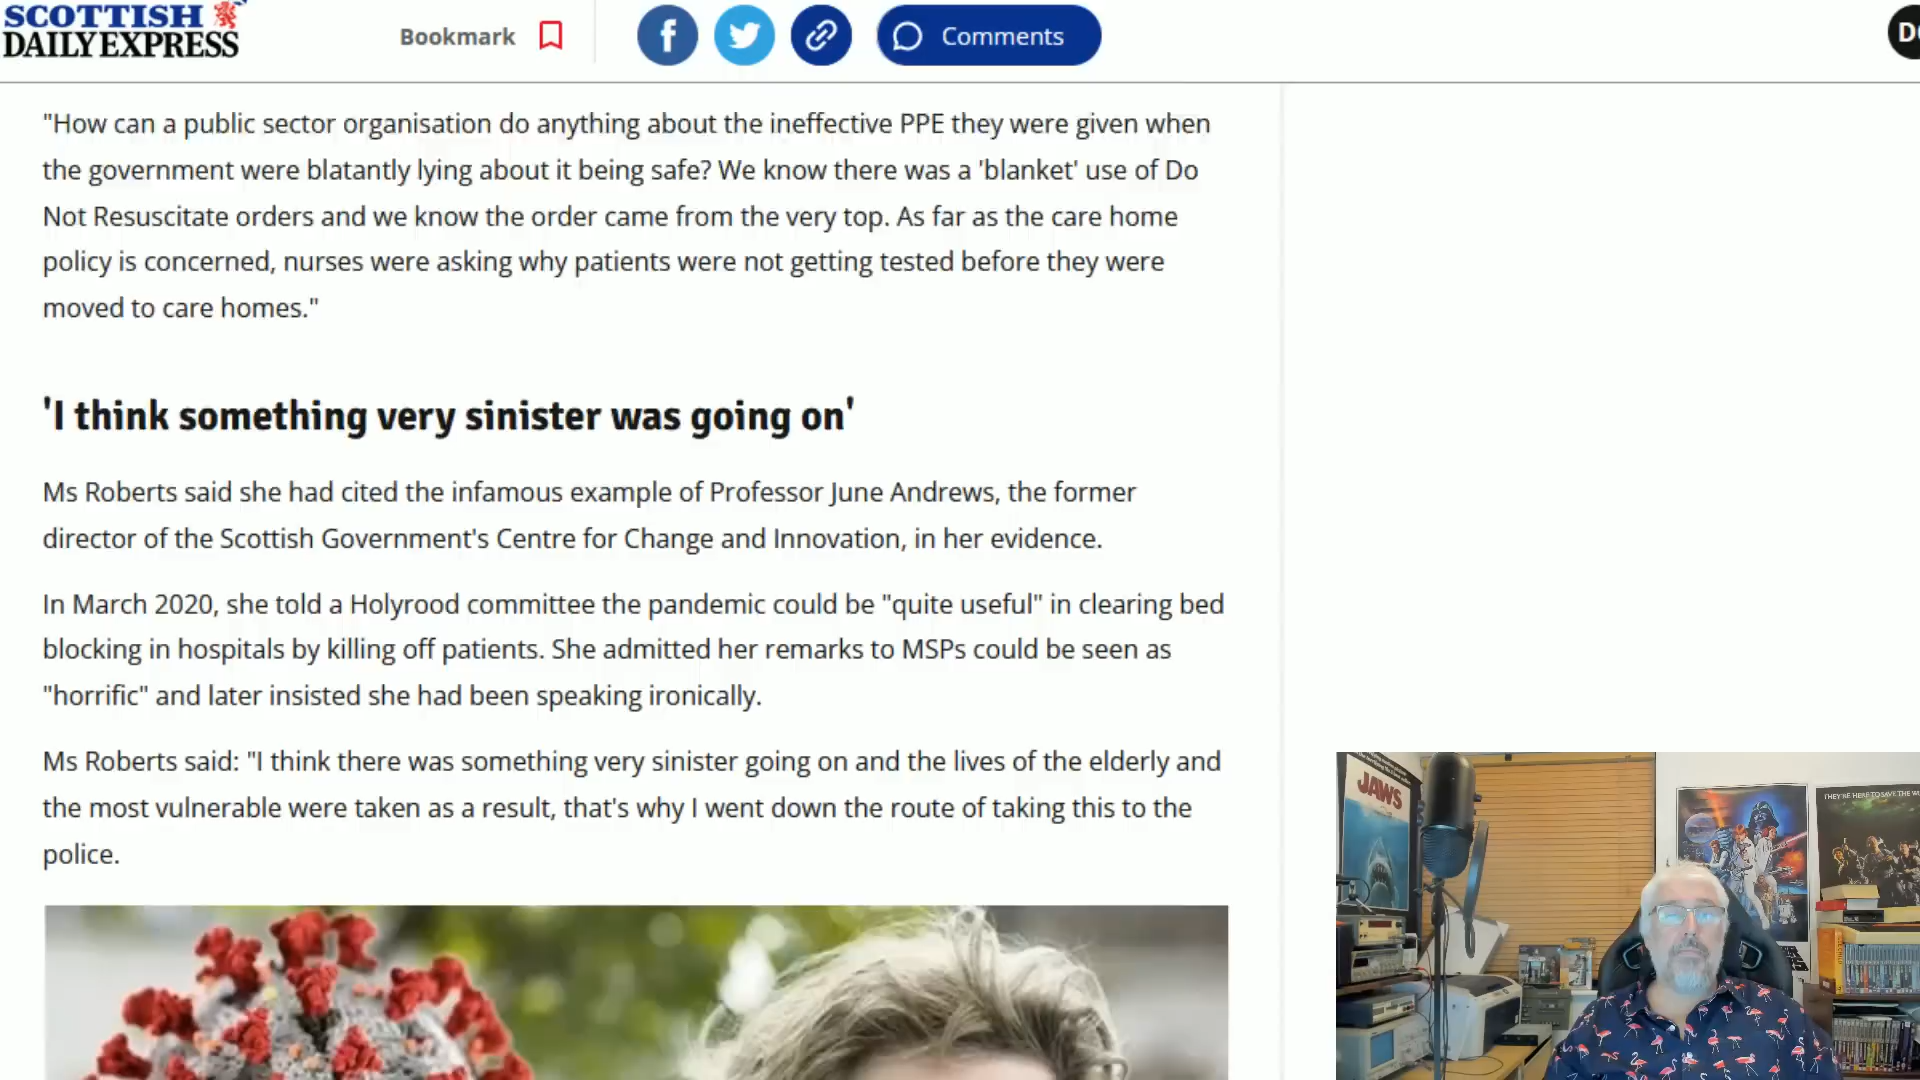 SCOTTISH
DAILY EXPRESS
Bookmark
Comments
"How can a public sector organisation do anything about the ineffective PPE they were given when
the government were blatantly lying about it being safe? We know there was a 'blanket' use of Do
Not Resuscitate orders and we know the order came from the very top. As far as the care home
policy is concerned, nurses were asking why patients were not getting tested before they were
moved to care homes."
'I think something very sinister was going on'
Ms Roberts said she had cited the infamous example of Professor June Andrews, the former
director of the Scottish Government's Centre for Change and Innovation, in her evidence.
In March 2020, she told a Holyrood committee the pandemic could be "quite useful" in clearing bed
blocking in hospitals by killing off patients. She admitted her remarks to MSPs could be seen as
"horrific" and later insisted she had been speaking ironically.
Ms Roberts said: "I think there was something very sinister going on and the lives of the elderly and
the most vulnerable were taken as a result, that's why I went down the route of taking this to the
police.
JAWS
THEY'RE HERE TO SAVE THE